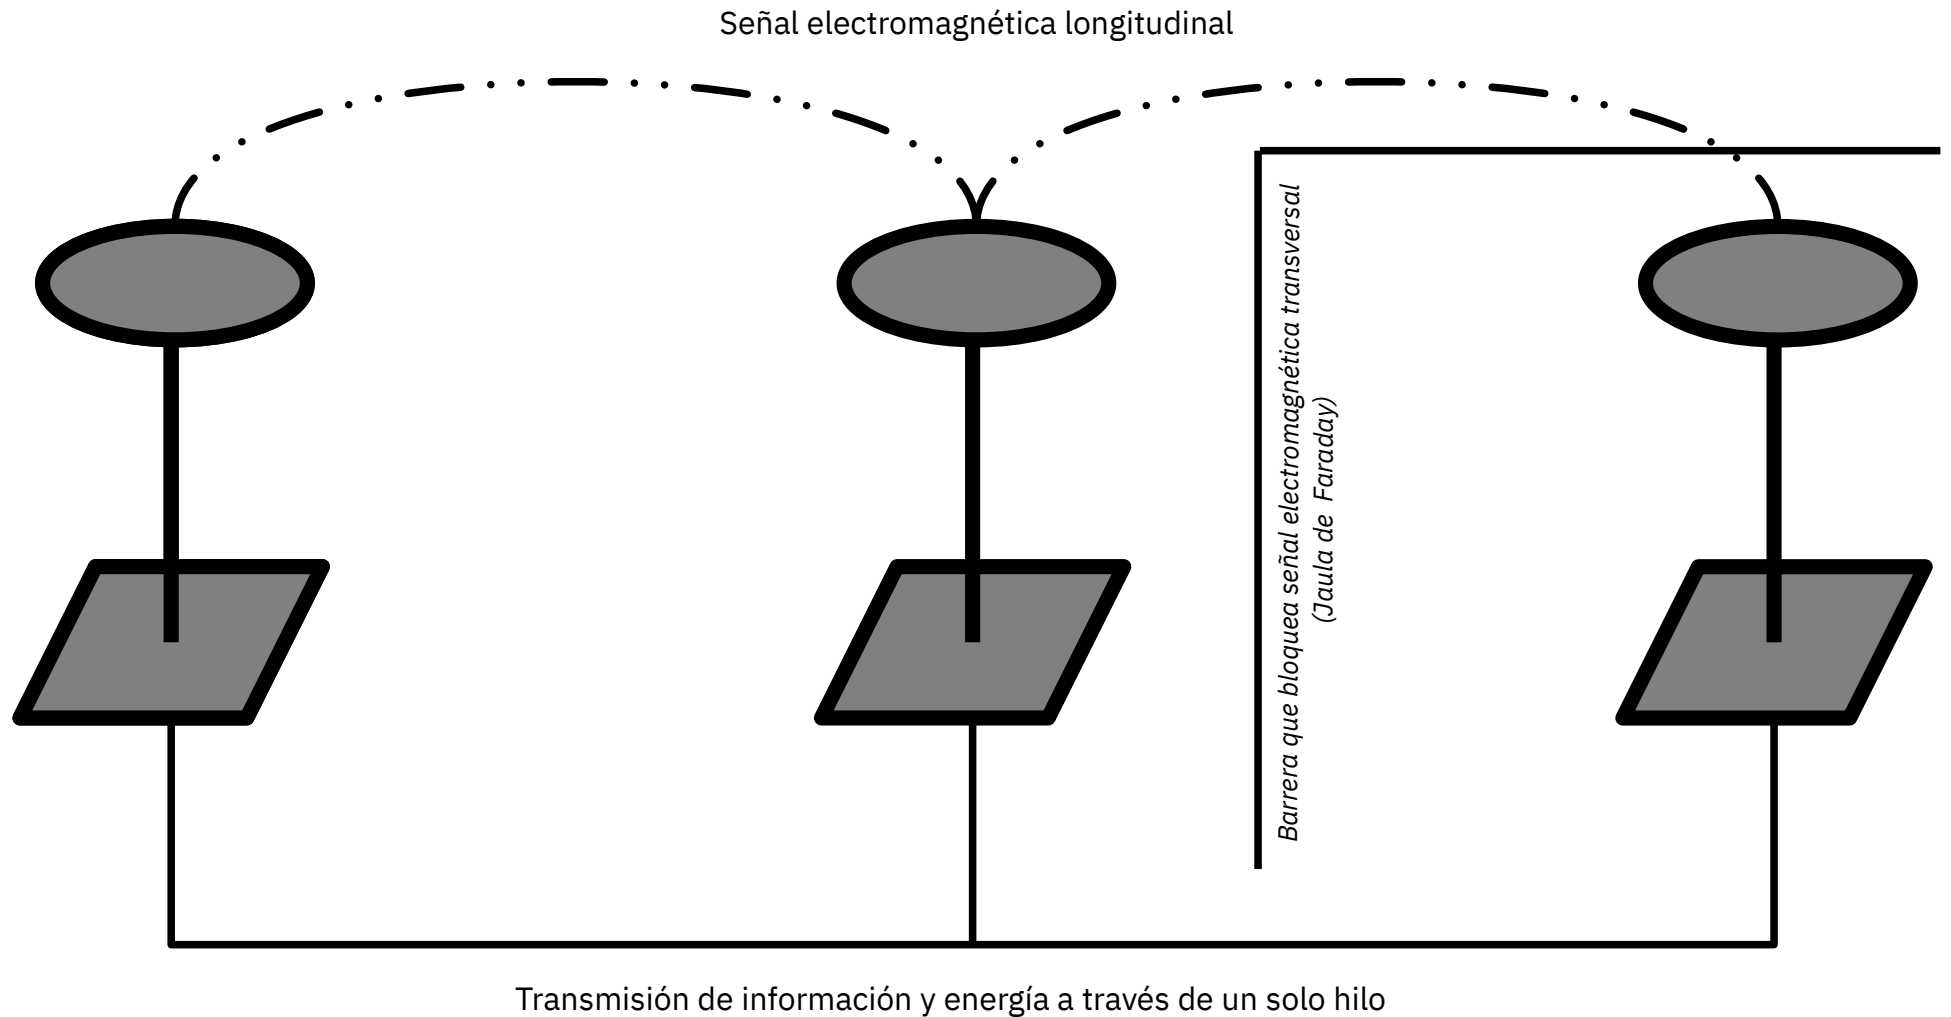 Señal electromagnética longitudinal
Barrera que bloquea señal electromagnética transversal
(Jaula de Faraday)
Transmisión de información y energía a través de un solo hilo